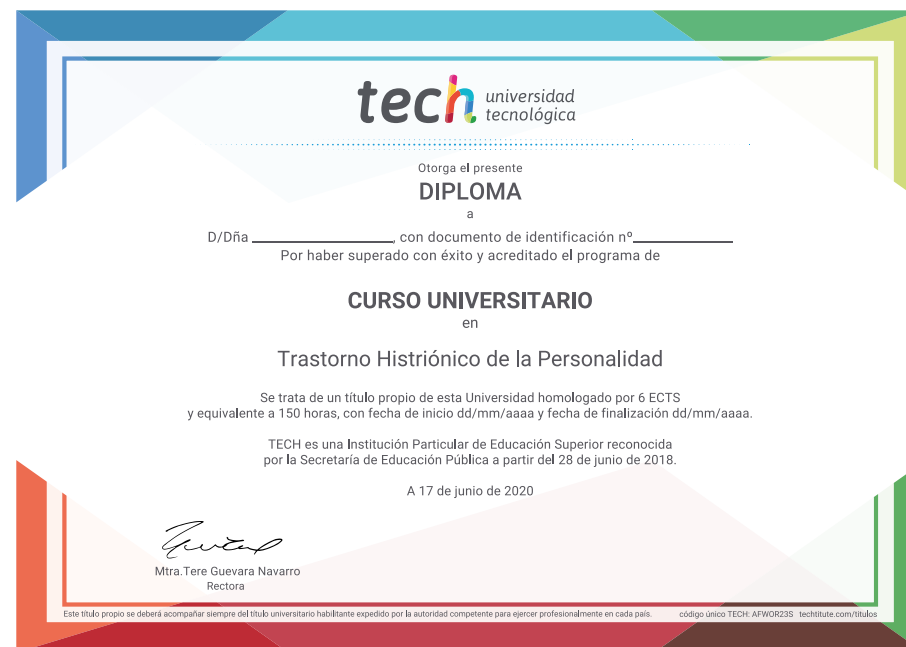 tech universidad
tecnológica
Otorga el presente
DIPLOMA
a
D/Dña ____________________, con documento de identificación nº______________
Por haber superado con éxito y acreditado el programa de
CURSO UNIVERSITARIO
en
Trastorno Histriónico de la Personalidad
Se trata de un título propio de esta Universidad homologado por 6 ECTS
y equivalente a 150 horas, con fecha de inicio dd/mm/aaaa y fecha de finalización dd/mm/aaaa.
TECH es una Institución Particular de Educación Superior reconocida
por la Secretaría de Educación Pública a partir del 28 de junio de 2018.
A 17 de junio de 2020
Mtra.Tere Guevara Navarro
Rectora
Este título propio se deberá acompañar siempre del título universitario habilitante expedido por la autoridad competente para ejercer profesionalmente en cada país. código único TECH: AFWOR23S techtitute.com/títulos